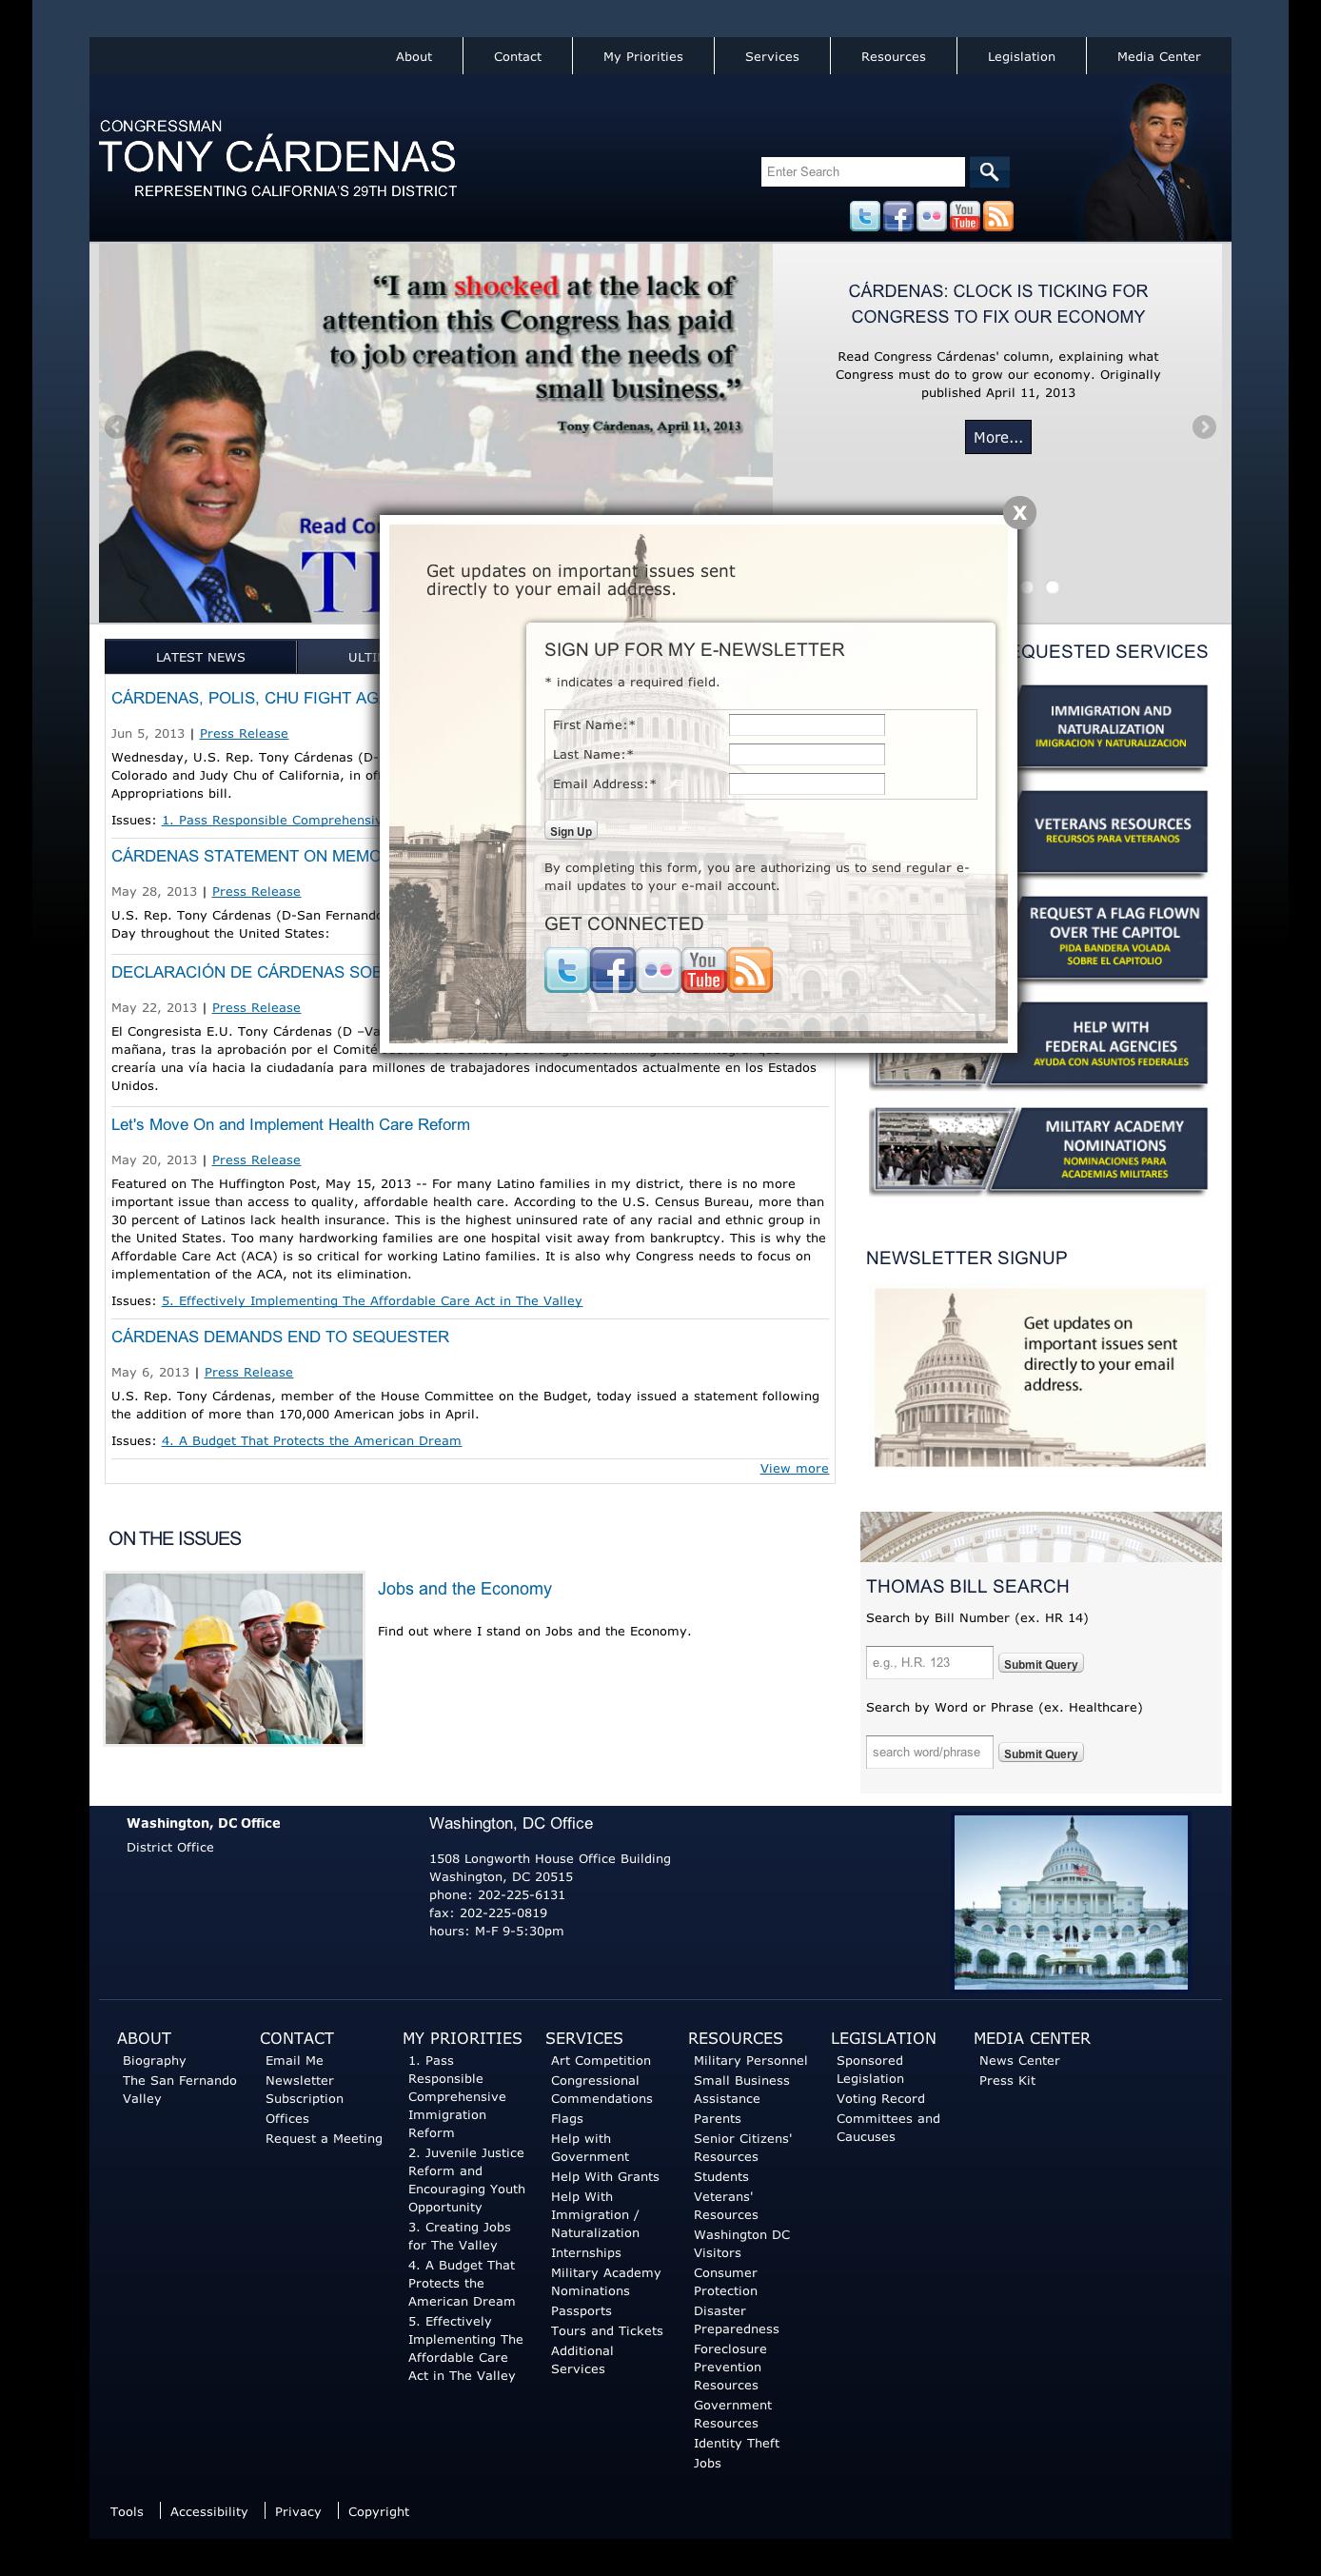 About
Contact
My Priorities
Services
Resources
Legislation
Media Center
CONGRESSMAN
TONY CÁRDENAS
REPRESENTING CALIFORNIA'S 29TH DISTRICT
Enter Search
You
Tube
“I am shocked at the lack of
attention this Congress has paid
to job creation and the needs of
small business.”
Tony Cárdenas, April 11, 2013
Read
CÁRDENAS: CLOCK IS TICKING FOR
CONGRESS TO FIX OUR ECONOMY
Read Congress Cárdenas' column, explaining what
Congress must do to grow our economy. Originally
published April 11, 2013
More...
X
Get updates on important issues sent
directly to your email address.
SIGN UP FOR MY E-NEWSLETTER
* indicates a required field.
First Name:*
Last Name:*
Email Address:*
Sign Up
By completing this form, you are authorizing us to send regular e-
mail updates to your e-mail account.
GET CONNECTED
You
Tube
LATEST NEWS
CÁRDENAS, POLIS, CHU FIGHT
Jun 5, 2013 | Press Release
Wednesday, U.S. Rep. Tony Cárdenas (D-
Colorado and Judy Chu of California, in
Appropriations bill.
Issues: 1. Pass Responsible
CÁRDENAS STATEMENT ON
May 28, 2013 | Press Release
U.S. Rep. Tony Cárdenas (D-San
Day throughout the United States:
DECLARACIÓN DE CÁRDENAS
May 22, 2013 | Press Release
El Congresista E.U. Tony Cárdenas (D
mañana, tras la aprobación por el Comité
crearía una vía hacia la ciudadanía para millones de trabajadores indocumentados actualmente en los Estados
Unidos.
Let's Move On and Implement Health Care Reform
May 20, 2013 | Press Release
Featured on The Huffington Post, May 15, 2013 -- For many Latino families in my district, there is no more
important issue than access to quality, affordable health care. According to the U.S. Census Bureau, more than
30 percent of Latinos lack health insurance. This is the highest uninsured rate of any racial and ethnic group in
the United States. Too many hardworking families are one hospital visit away from bankruptcy. This is why the
Affordable Care Act (ACA) is so critical for working Latino families. It is also why Congress needs to focus on
implementation of the ACA, not its elimination.
Issues: 5. Effectively Implementing The Affordable Care Act in The Valley
CÁRDENAS DEMANDS END TO SEQUESTER
May 6, 2013 | Press Release
U.S. Rep. Tony Cárdenas, member of the House Committee on the Budget, today issued a statement following
the addition of more than 170,000 American jobs in April.
Issues: 4. A Budget That Protects the American Dream
View more
SERVICES
IMMIGRATION AND
NATURALIZATION
IMIGRACION Y NATURALIZACION
VETERANS RESOURCES
RECURSOS PARA VETERANOS
REQUEST A FLAG FLOWN
OVER THE CAPITOL
PIDA BANDERA VOLADA
SOBRE EL CAPITOLIO
HELP WITH
FEDERAL AGENCIES
AYUDA CON ASUNTOS FEDERALES
MILITARY ACADEMY
NOMINATIONS
NOMINACIONES PARA
ACADEMIAS MILITARES
NEWSLETTER SIGNUP
Get updates on
important issues sent
directly to your email
address.
ON THE ISSUES
Jobs and the Economy
Find out where I stand on Jobs and the Economy.
THOMAS BILL SEARCH
Search by Bill Number (ex. HR 14)
e.g., H.R. 123
Submit Query
Search by Word or Phrase (ex. Healthcare)
search word/phrase
Submit Query
Washington, DC Office
District Office
Washington, DC Office
1508 Longworth House Office Building
Washington, DC 20515
phone: 202-225-6131
fax: 202-225-0819
hours: M-F 9-5:30pm
ABOUT
Biography
The San Fernando
Valley
CONTACT
Email Me
Newsletter
Subscription
Offices
Request a Meeting
MY PRIORITIES
1. Pass
Responsible
Comprehensive
Immigration
Reform
2. Juvenile Justice
Reform and
Encouraging Youth
Opportunity
3. Creating Jobs
for The Valley
4. A Budget That
Protects the
American Dream
5. Effectively
Implementing The
Affordable Care
Act in The Valley
SERVICES
Art Competition
Congressional
Commendations
Flags
Help with
Government
Help With Grants
Help With
Immigration /
Naturalization
Internships
Military Academy
Nominations
Passports
Tours and Tickets
Additional
Services
RESOURCES
Military Personnel
Small Business
Assistance
Parents
Senior Citizens'
Resources
Students
Veterans'
Resources
Washington DC
Visitors
Consumer
Protection
Disaster
Preparedness
Foreclosure
Prevention
Resources
Government
Resources
Identity Theft
Jobs
LEGISLATION
Sponsored
Legislation
Voting Record
Committees and
Caucuses
MEDIA CENTER
News Center
Press Kit
Tools
Accessibility
Privacy
Copyright